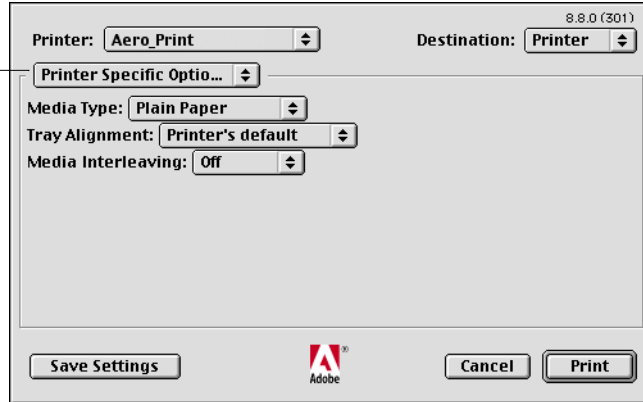 8.8.0 (301)
Printer: Aero_Print Destination: Printer
Printer Specific Optio...
Media Type: Plain Paper
Tray Alignment: Printer's default
Media Interleaving: Off
Save Settings Adobe® Cancel Print